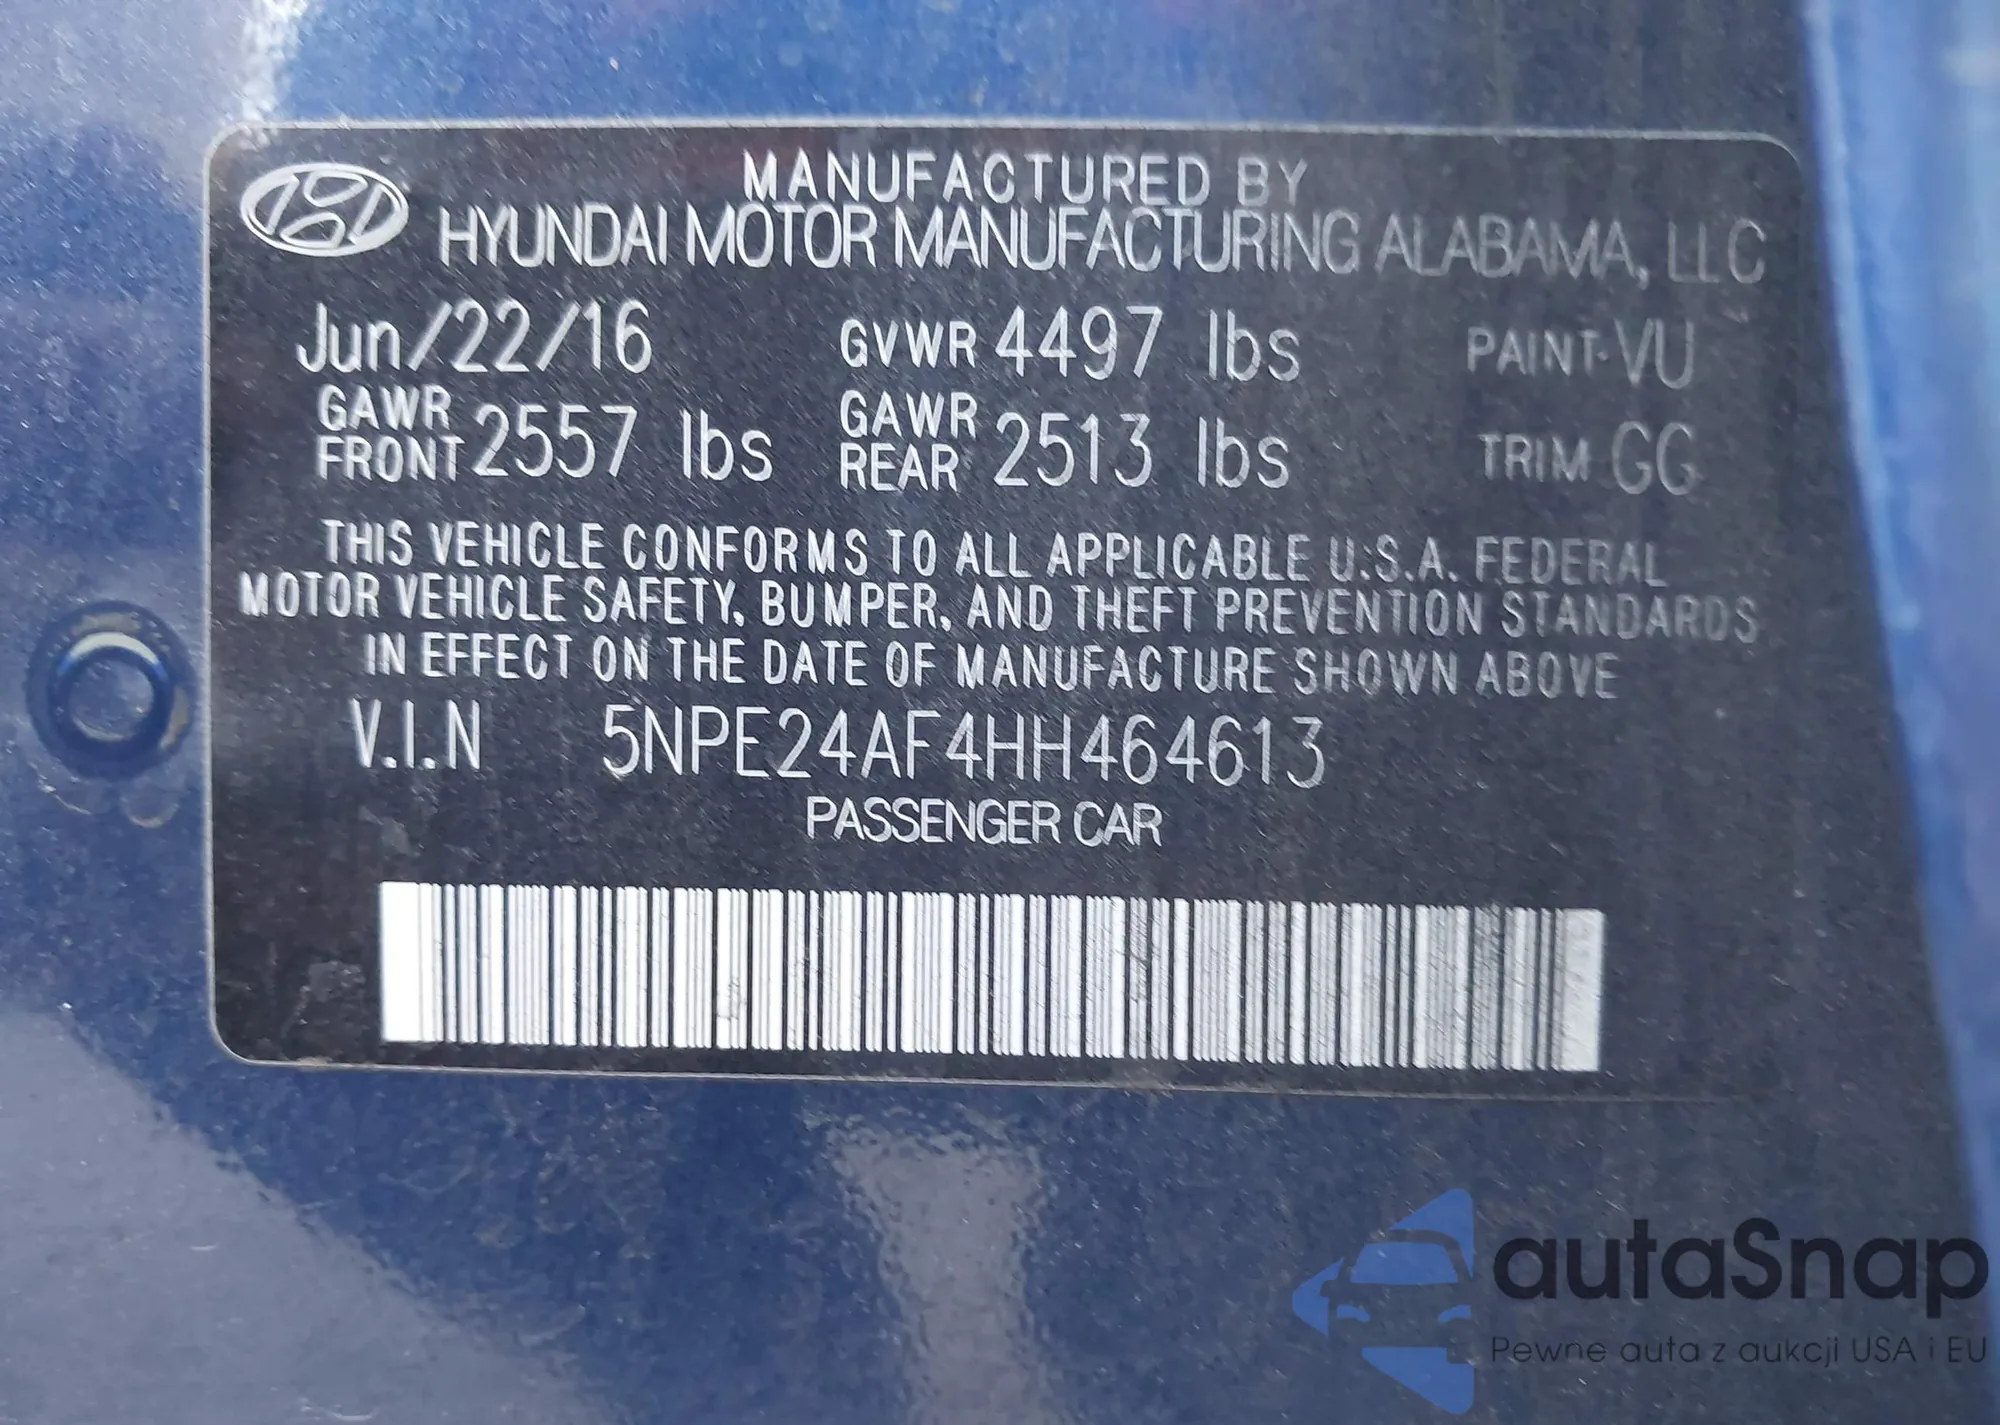 MANUFACTURED BY
HYUNDAI MOTOR MANUFACTURING ALABAMA, LLC
Jun/22/16 GVWR 4497 lbs PAINT-VU
GAWR FRONT 2557 lbs GAWR REAR 2513 lbs TRIM GG
THIS VEHICLE CONFORMS TO ALL APPLICABLE U.S.A. FEDERAL
MOTOR VEHICLE SAFETY, BUMPER, AND THEFT PREVENTION STANDARDS
IN EFFECT ON THE DATE OF MANUFACTURE SHOWN ABOVE
V.I.N 5NPE24AF4HH464613
PASSENGER CAR
autaSnap
Pewne auta z aukcji USA i EU